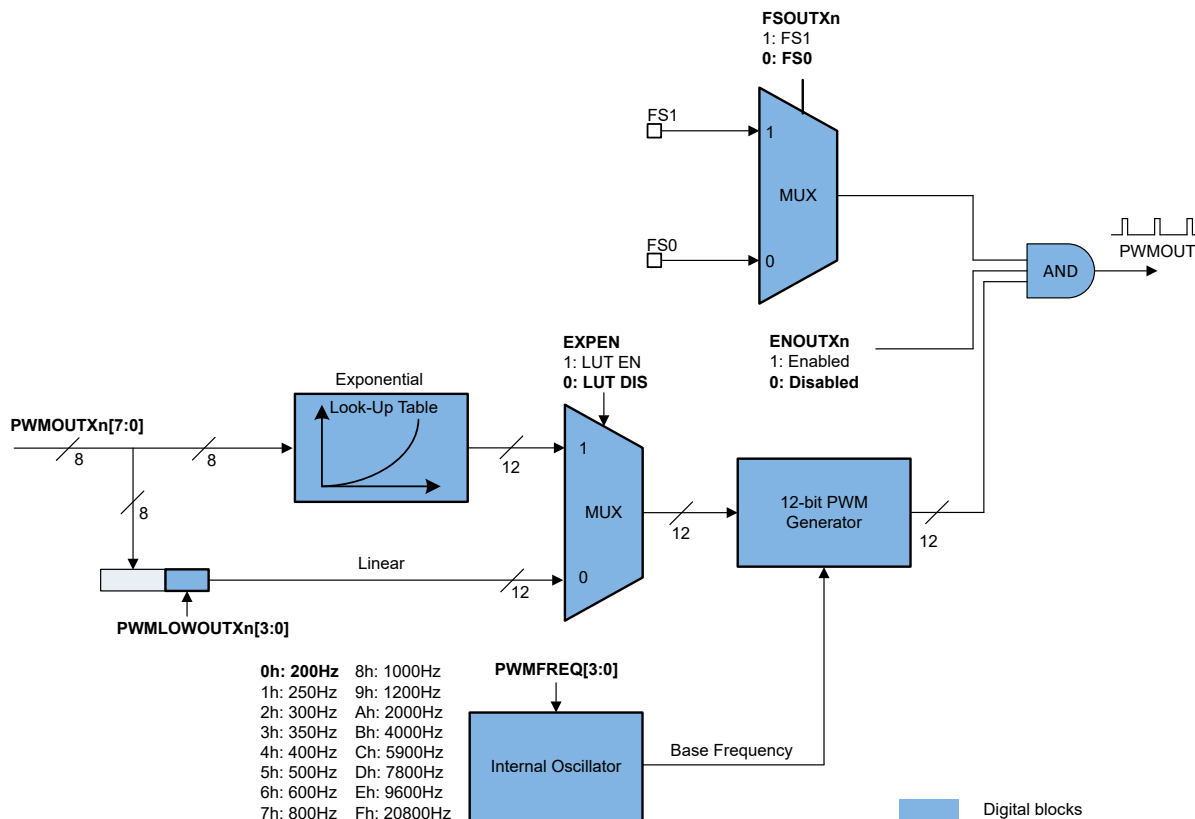 FSOUTXn
1: FS1
0: FS0
FS1
1
MUX
FS0
0
PWMOUT
AND
EXPEN
1: LUT EN
0: LUT DIS
ENOUTXn
1: Enabled
0: Disabled
Exponential
Look-Up Table
PWMOUTXn[7:0]
8
8
12
1
8
MUX
12
12-bit PWM
Generator
12
Linear
12
0
PWMLOWOUTXn[3:0]
0h: 200Hz 8h: 1000Hz
1h: 250Hz 9h: 1200Hz
2h: 300Hz Ah: 2000Hz
3h: 350Hz Bh: 4000Hz
4h: 400Hz Ch: 5900Hz
5h: 500Hz Dh: 7800Hz
6h: 600Hz Eh: 9600Hz
7h: 800Hz Fh: 20800Hz
PWMFREQ[3:0]
Internal Oscillator
Base Frequency
Digital blocks